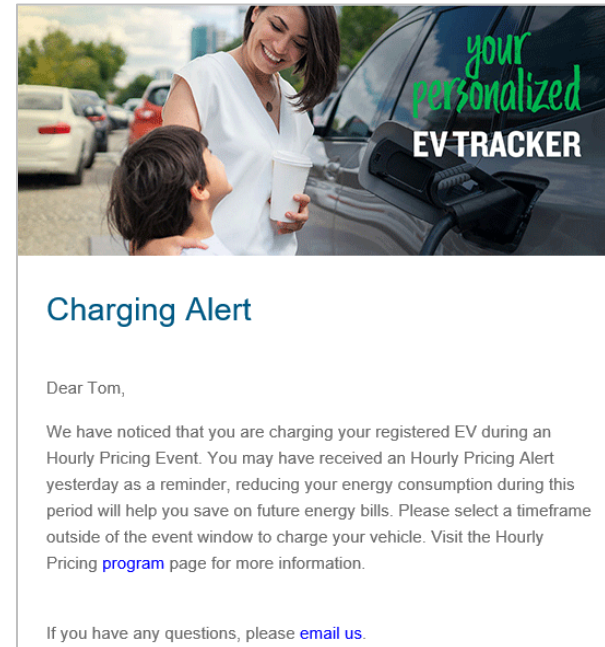 your
personalized
EV TRACKER
Charging Alert
Dear Tom,
We have noticed that you are charging your registered EV during an
Hourly Pricing Event. You may have received an Hourly Pricing Alert
yesterday as a reminder, reducing your energy consumption during this
period will help you save on future energy bills. Please select a timeframe
outside of the event window to charge your vehicle. Visit the Hourly
Pricing program page for more information.
If you have any questions, please email us.